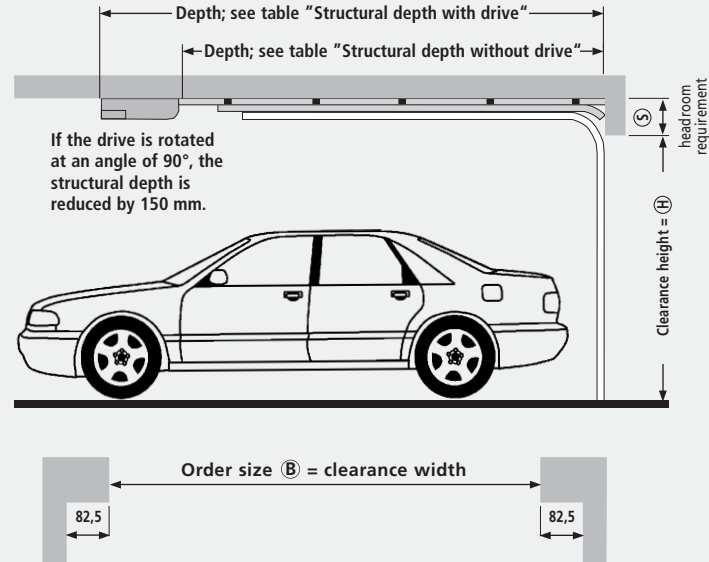 Depth; see table ”Structural depth with drive“
Depth; see table ”Structural depth without drive“
Ⓢ
headroom
requirement
If the drive is rotated
at an angle of 90°, the
structural depth is
reduced by 150 mm.
Clearance height = Ⓗ
Order size Ⓑ = clearance width
82,5
82,5